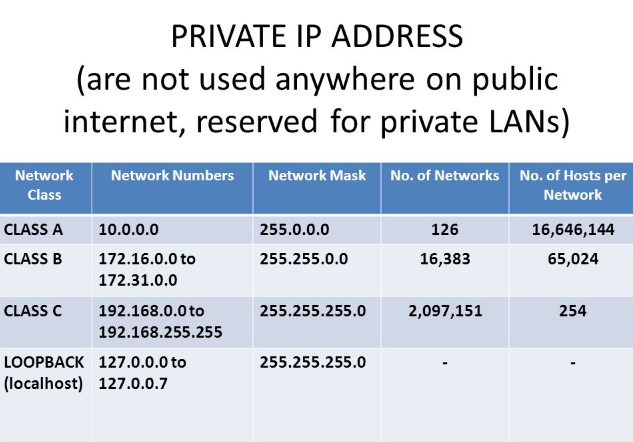 PRIVATE IP ADDRESS
(are not used anywhere on public
internet, reserved for private LANs)
Network Class Network Numbers Network Mask No. of Networks No. of Hosts per Network
CLASS A 10.0.0.0 255.0.0.0 126 16,646,144
CLASS B 172.16.0.0 to 172.31.0.0 255.255.0.0 16,383 65,024
CLASS C 192.168.0.0 to 192.168.255.255 255.255.255.0 2,097,151 254
LOOPBACK (localhost) 127.0.0.0 to 127.0.0.7 255.255.255.0 - -